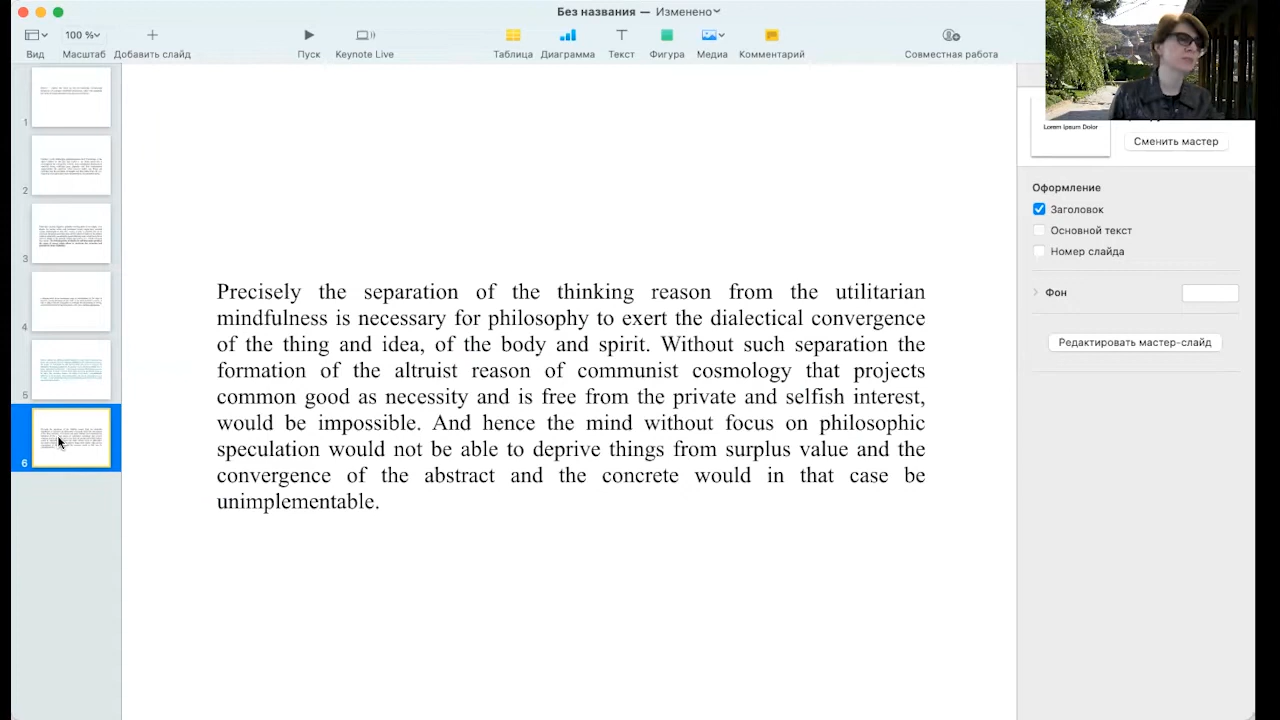 Без названия — Изменено
100 %
Вид
Масштаб
Добавить слайд
Пуск
Keynote Live
Таблица
Диаграмма
Текст
Фигура
Медиа
Комментарий
Совместная работа
1
2
3
4
5
6
Precisely the separation of the thinking reason from the utilitarian
mindfulness is necessary for philosophy to exert the dialectical convergence
of the thing and idea, of the body and spirit. Without such separation the
formation of the altruist reason of communist cosmology that projects
common good as necessity and is free from the private and selfish interest,
would be impossible. And hence the mind without focus on philosophic
speculation would not be able to deprive things from surplus value and the
convergence of the abstract and the concrete would in that case be
unimplementable.
Lorem Ipsum Dolor
Сменить мастер
Оформление
Заголовок
Основной текст
Номер слайда
Фон
Редактировать мастер-слайд